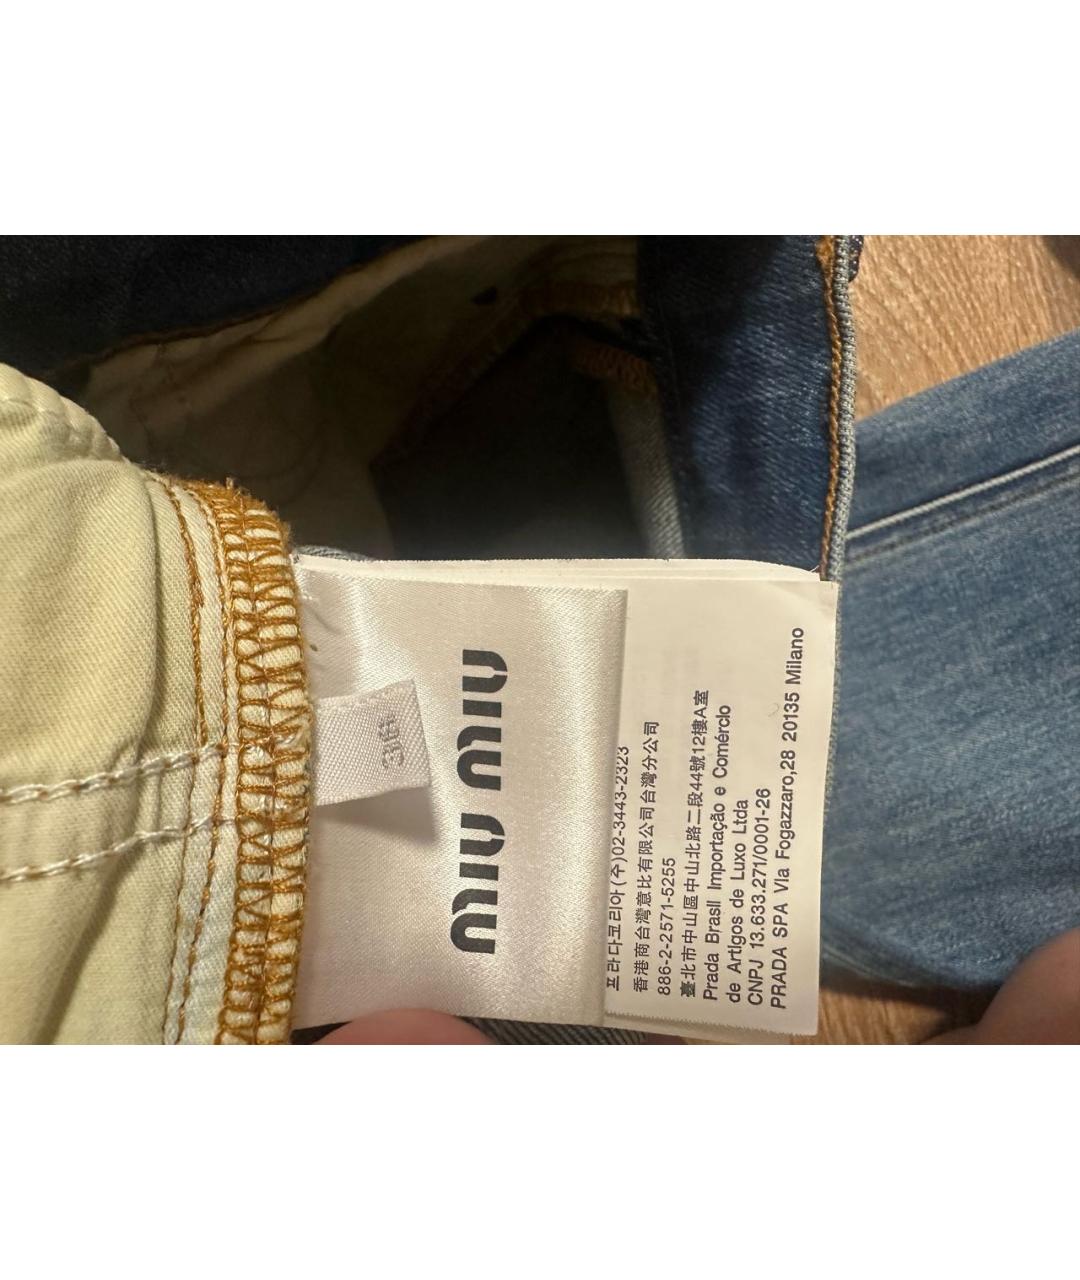 36
miu miu
프라다코리아(주)02-3443-2323
香港商台灣意比有限公司台灣分公司
886-2-2571-5255
臺北市中山區中山北路二段44號12樓A室
Prada Brasil Importação e Comércio
de Artigos de Luxo Ltda
CNPJ 13.633.271/0001-26
PRADA SPA Via Fogazzaro,28 20135 Milano